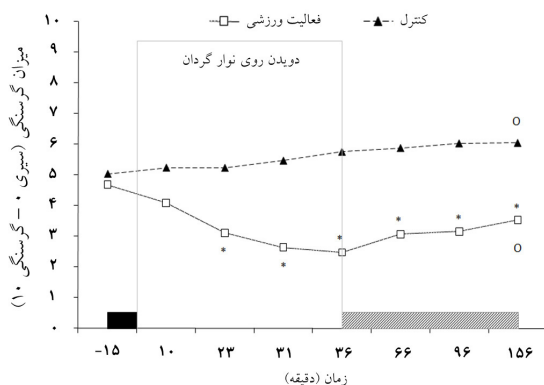 فعالیت ورزشی کنترل
دویدن روی نوار گردان
میزان گرسنگی (سیری ۰ – گرسنگی ۱۰)
۱۰
۹
۸
۷
۶
۵
۴
۳
۲
۱
۰
o
* * * * * *
o
-۱۵ ۱۰ ۲۳ ۳۱ ۳۶ ۶۶ ۹۶ ۱۵۶
زمان (دقیقه)